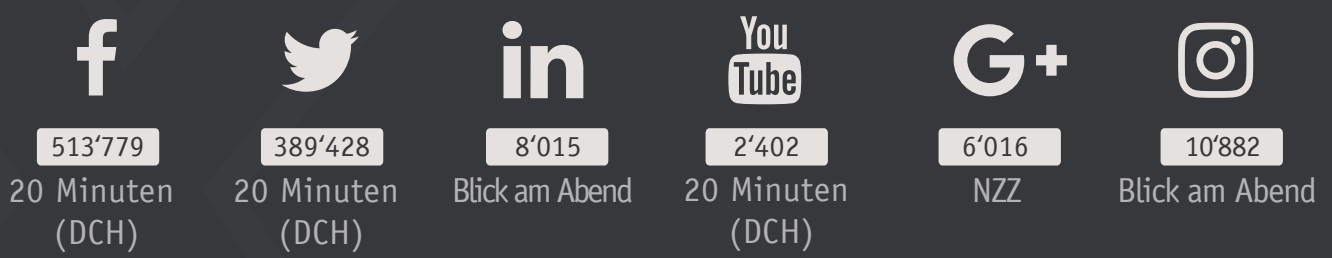 f
in
You
Tube
G+
513‘779
389‘428
8‘015
2‘402
6‘016
10‘882
20 Minuten
(DCH)
20 Minuten
(DCH)
Blick am Abend
20 Minuten
(DCH)
NZZ
Blick am Abend